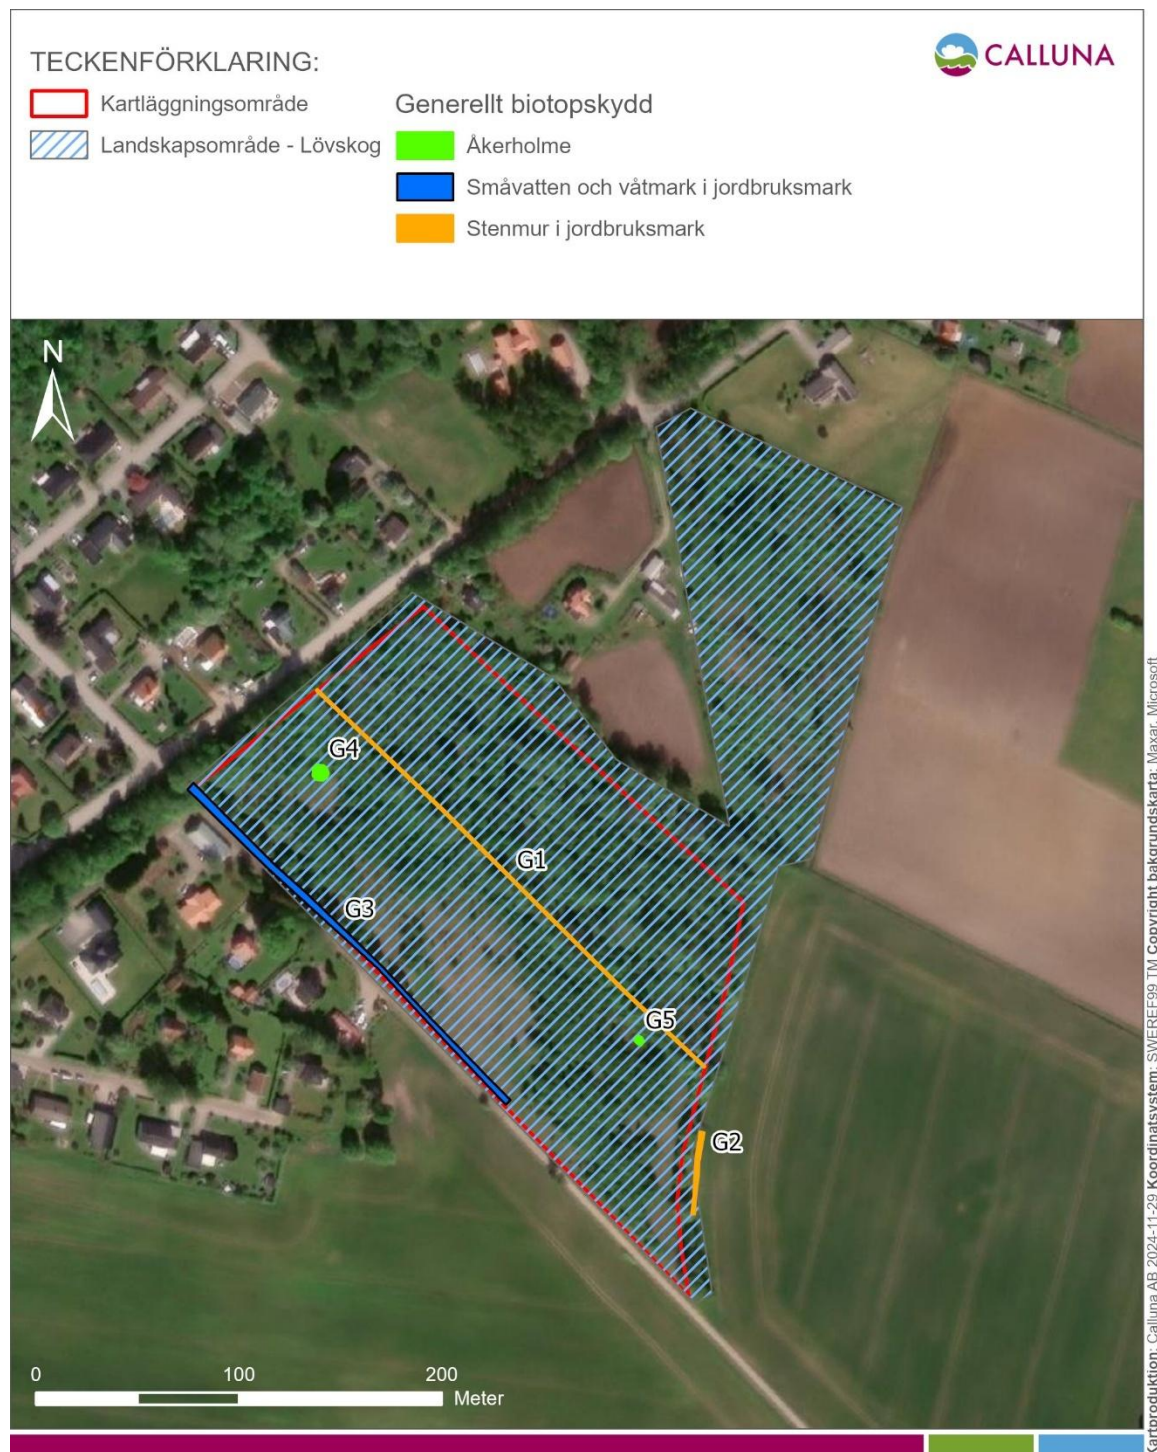 TECKENFÖRKLARING:
Kartläggningsområde
Landskapsområde - Lövskog
Generellt biotopskydd
Åkerholme
Småvatten och våtmark i jordbruksmark
Stenmur i jordbruksmark
CALLUNA
N
G4
G1
G3
G5
G2
0 100 200
Meter
Kartproduktion: Calluna AB 2024-11-29 Koordinatsystem: SWEREF99 TM Copyright bakgrundskarta: Maxar, Microsoft